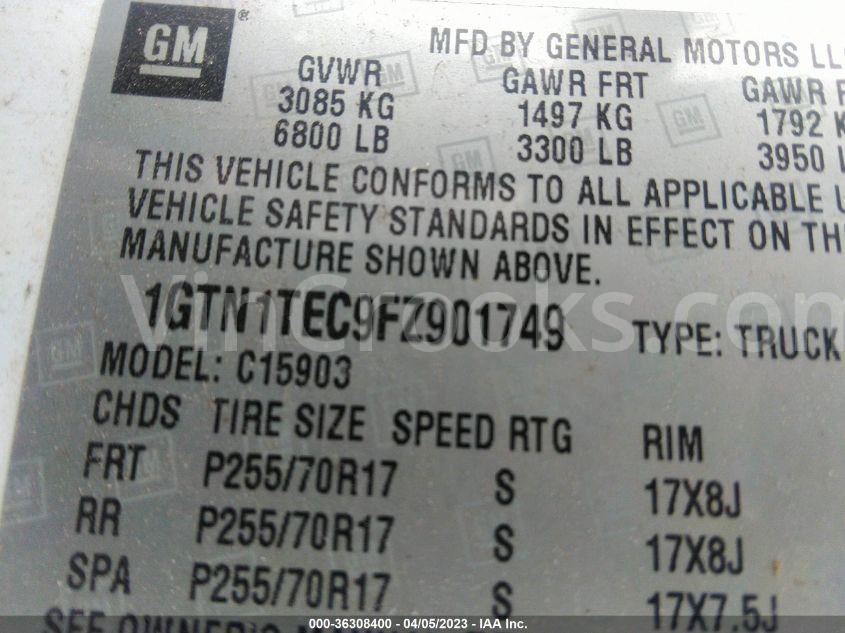 GM ®
MFD BY GENERAL MOTORS LL
GVWR GAWR FRT GAWR
3085 KG 1497 KG 1792
6800 LB 3300 LB 3950
THIS VEHICLE CONFORMS TO ALL APPLICABLE
VEHICLE SAFETY STANDARDS IN EFFECT ON TH
MANUFACTURE SHOWN ABOVE.
VinCrooks.com
1GTN1TEC9FZ901749 TYPE: TRUCK
MODEL: C15903
CHDS TIRE SIZE SPEED RTG RIM
FRT P255/70R17 S 17X8J
RR P255/70R17 S 17X8J
SPA P255/70R17 S 17X7.5J
SEE OWNER'S
000-36308400 - 04/05/2023 - IAA Inc.